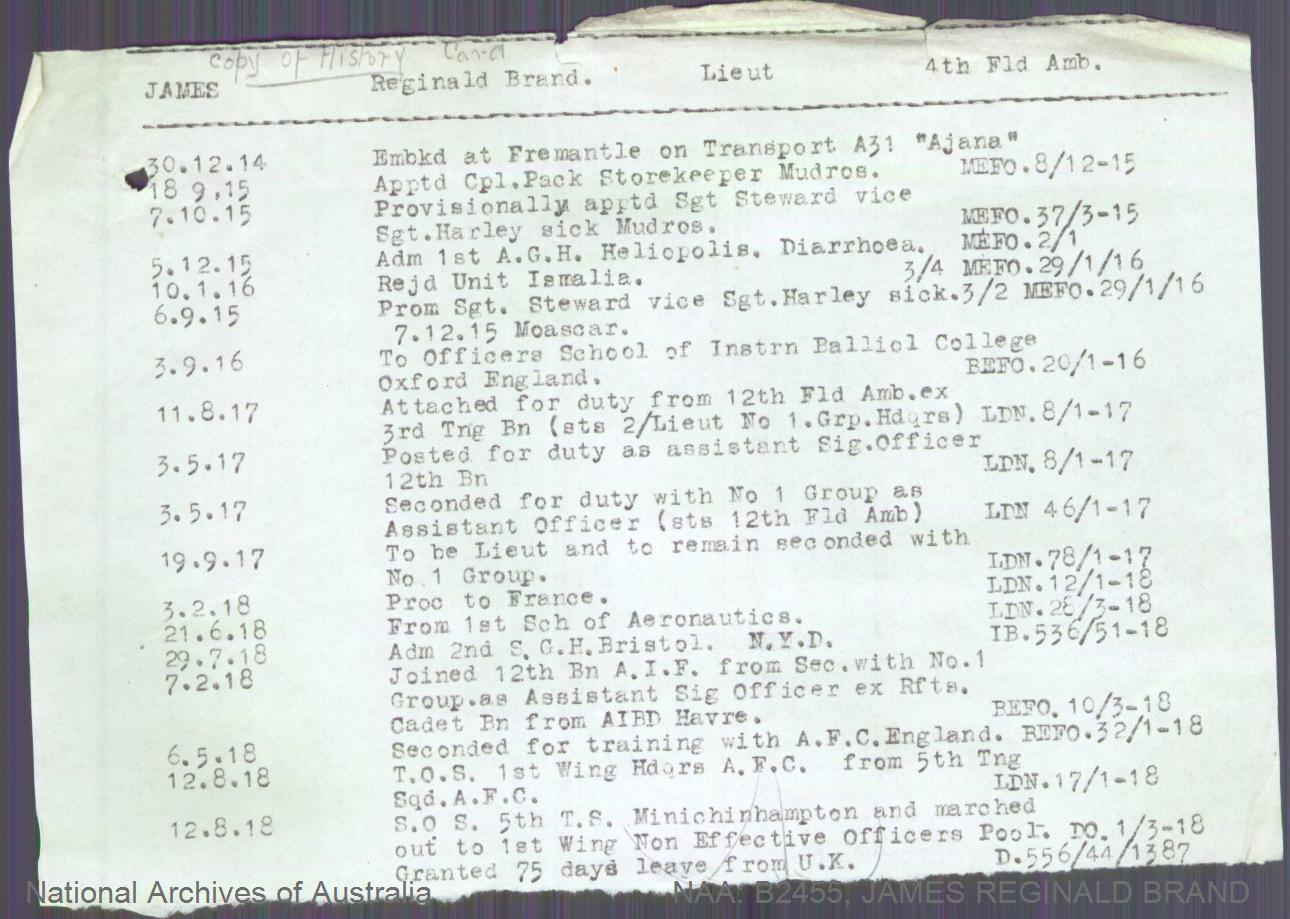 copy of History Card
JAMES Reginald Brand. Lieut 4th Fld Amb.
30.12.14 Embkd at Fremantle on Transport A31 "Ajana"
18 9.15 Apptd Cpl.Pack Storekeeper Mudros. MEFO.8/12-15
7.10.15 Provisionally apptd Sgt Steward vice
Sgt.Harley sick Mudros. MEFO.37/3-15
5.12.15 Adm 1st A.G.H. Heliopolis. Diarrhoea. MEFO.2/1
10.1.16 Rejd Unit Ismalia. 3/4 MEFO.29/1/16
6.9.15 Prom Sgt. Steward vice Sgt.Harley sick.3/2 MEFO.29/1/16
7.12.15 Moascar.
3.9.16 To Officers School of Instrn Balliol College
Oxford England. BEFO.20/1-16
11.8.17 Attached for duty from 12th Fld Amb.ex
3rd Tng Bn (sts 2/Lieut No 1.Grp.Hdqrs) LDN.8/1-17
3.5.17 Posted for duty as assistant Sig.Officer
12th Bn LDN.8/1-17
3.5.17 Seconded for duty with No 1 Group as
Assistant Officer (sts 12th Fld Amb) LDN 46/1-17
19.9.17 To be Lieut and to remain seconded with
No.1 Group. LDN.78/1-17
3.2.18 Proc to France. LDN.12/1-18
21.6.18 From 1st Sch of Aeronautics. LDN.28/3-18
29.7.18 Adm 2nd S.G.H.Bristol. N.Y.D. IB.536/51-18
7.2.18 Joined 12th Bn A.I.F. from Sec.with No.1
Group.as Assistant Sig Officer ex Rfts.
Cadet Bn from AIBD Havre. BEFO.10/3-18
6.5.18 Seconded for training with A.F.C.England. BEFO.32/1-18
12.8.18 T.O.S. 1st Wing Hdqrs A.F.C. from 5th Tng
Sqd.A.F.C. LDN.17/1-18
12.8.18 S.O S. 5th T.S. Minichinhampton and marched
out to 1st Wing Non Effective Officers Pool. DO.1/3-18
Granted 75 days leave from U.K. D.556/44/1387
National Archives of Australia NAA: B2455, JAMES REGINALD BRAND